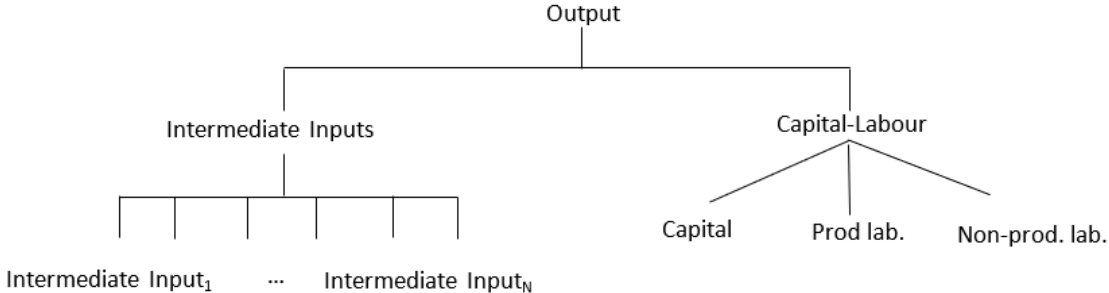 Output
Intermediate Inputs
Capital-Labour
Capital
Prod lab.
Non-prod. lab.
Intermediate Input₁ ... Intermediate Inputₙ